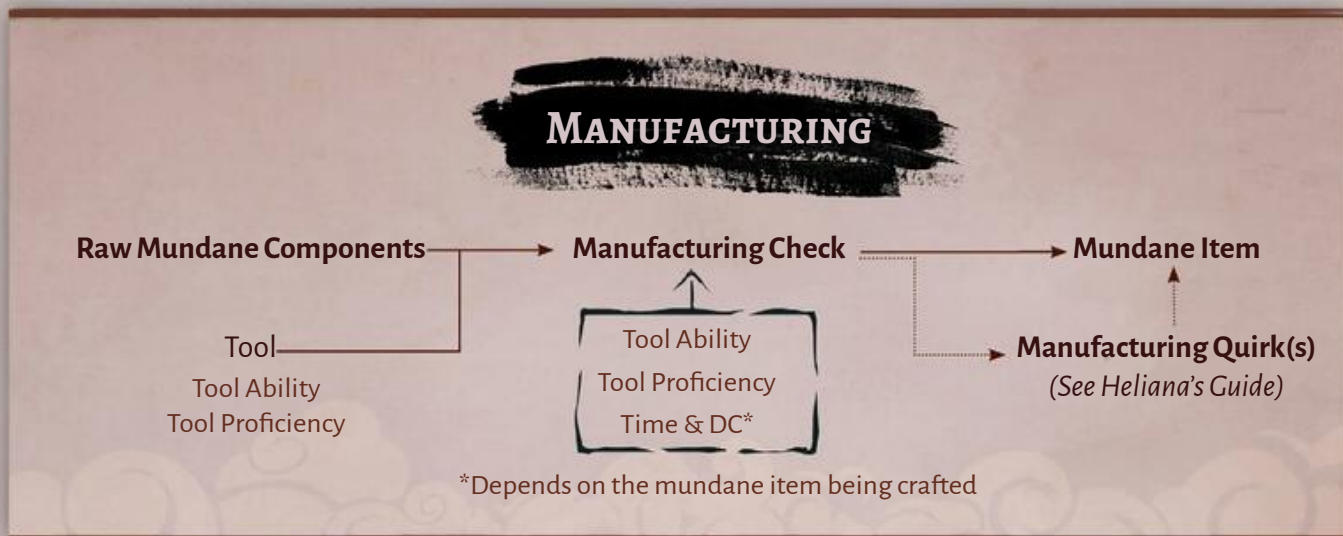 MANUFACTURING
Raw Mundane Components
Manufacturing Check
Mundane Item
Tool
Tool Ability
Tool Proficiency
Tool Ability
Tool Proficiency
Time & DC*
Manufacturing Quirk(s)
(See Heliana's Guide)
*Depends on the mundane item being crafted